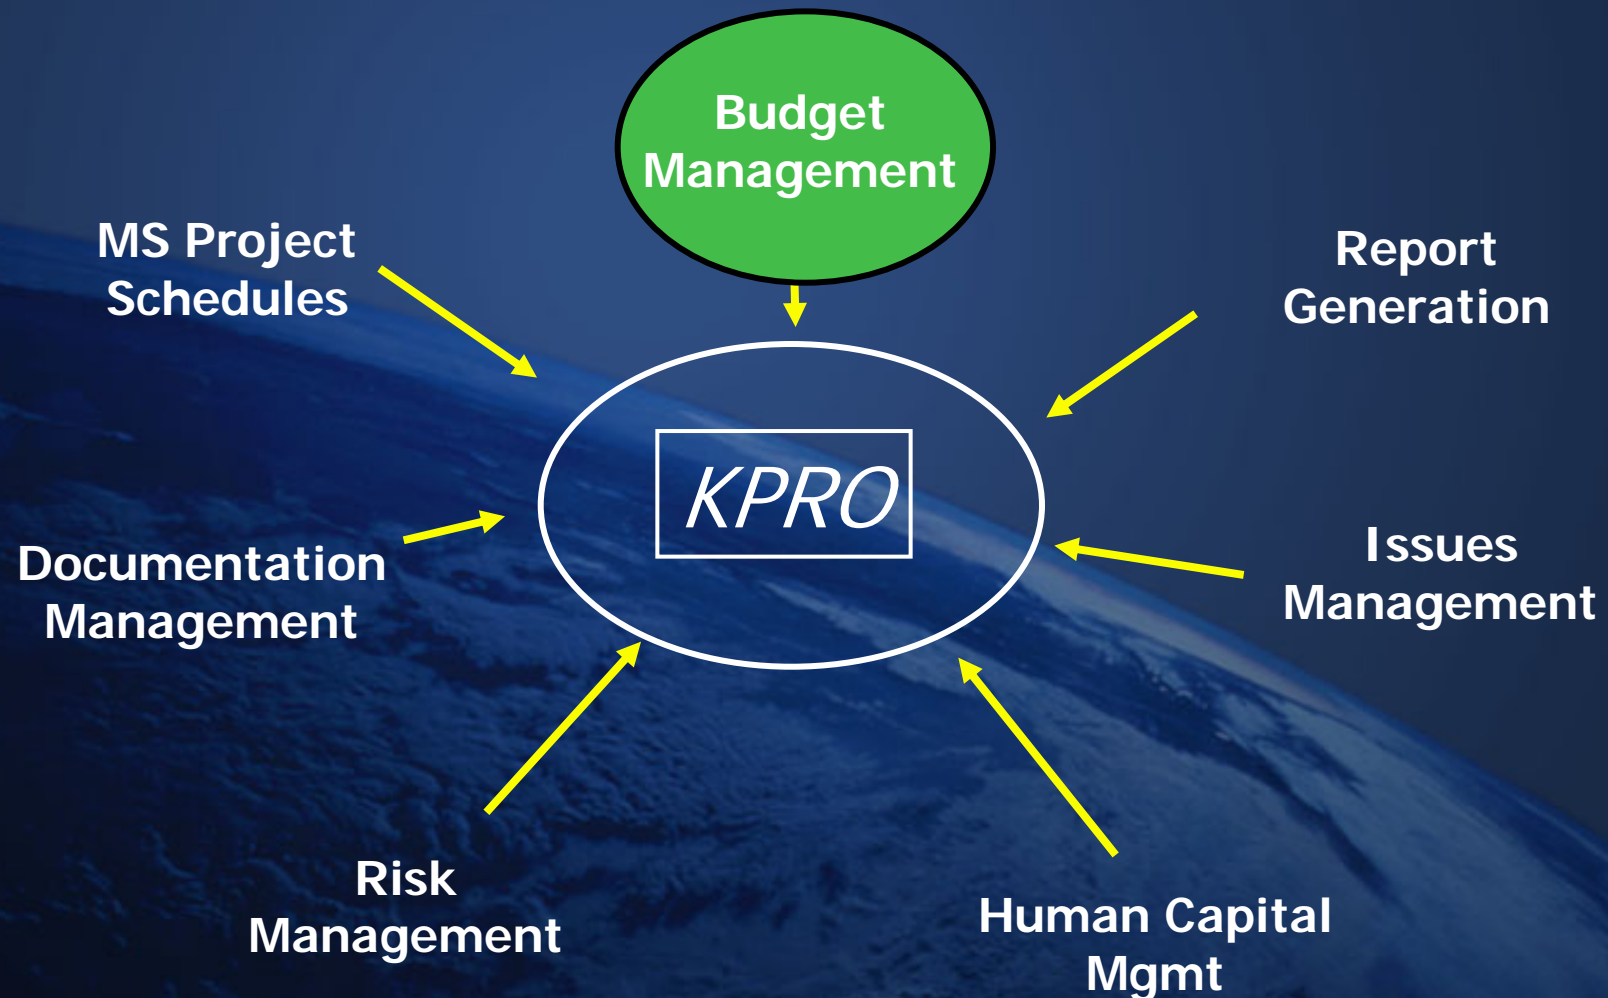 Budget
Management
MS Project
Schedules
Report
Generation
KPRO
Documentation
Management
Issues
Management
Risk
Management
Human Capital
Mgmt